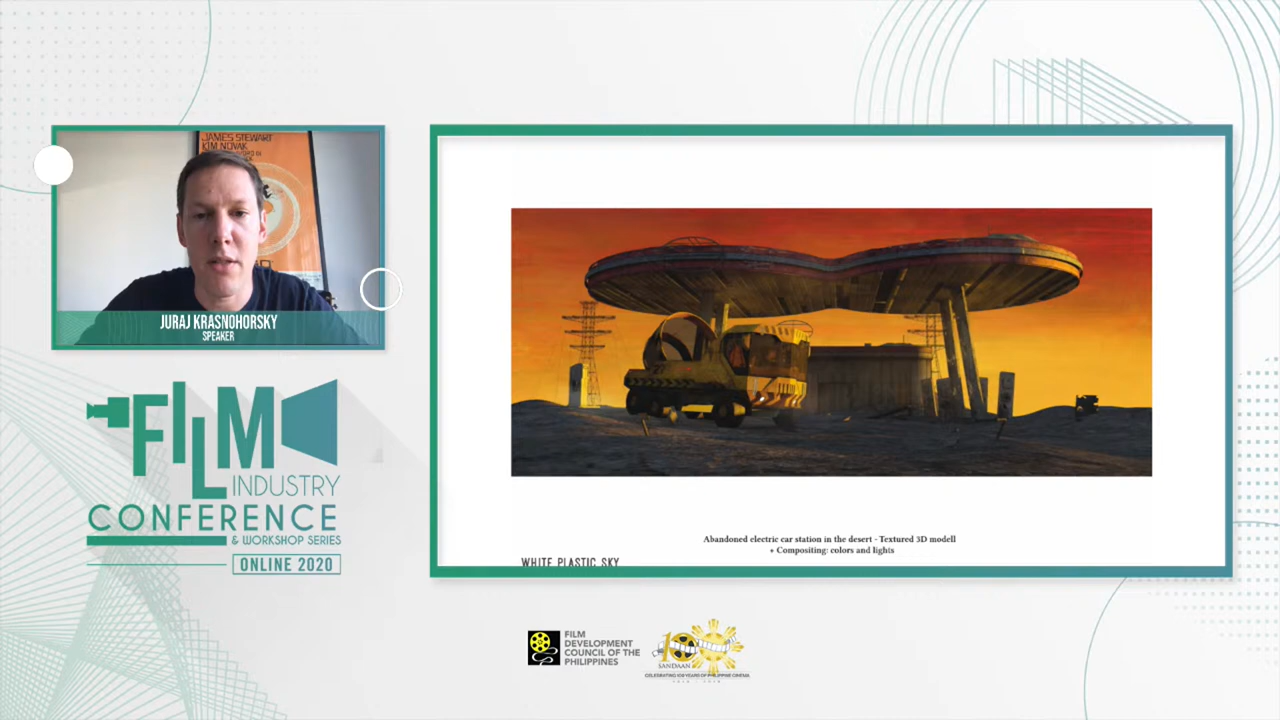 JAMES STEWART
KIM NOVAK
JURAJ KRASNOHORSKY
SPEAKER
FILM
INDUSTRY
CONFERENCE
& WORKSHOP SERIES
ONLINE 2020
Abandoned electric car station in the desert - Textured 3D modell
+ Compositing: colors and lights
WHITE PLASTIC SKY
FILM
DEVELOPMENT
COUNCIL OF THE
PHILIPPINES
SANDAAN
CELEBRATING 100 YEARS OF PHILIPPINE CINEMA